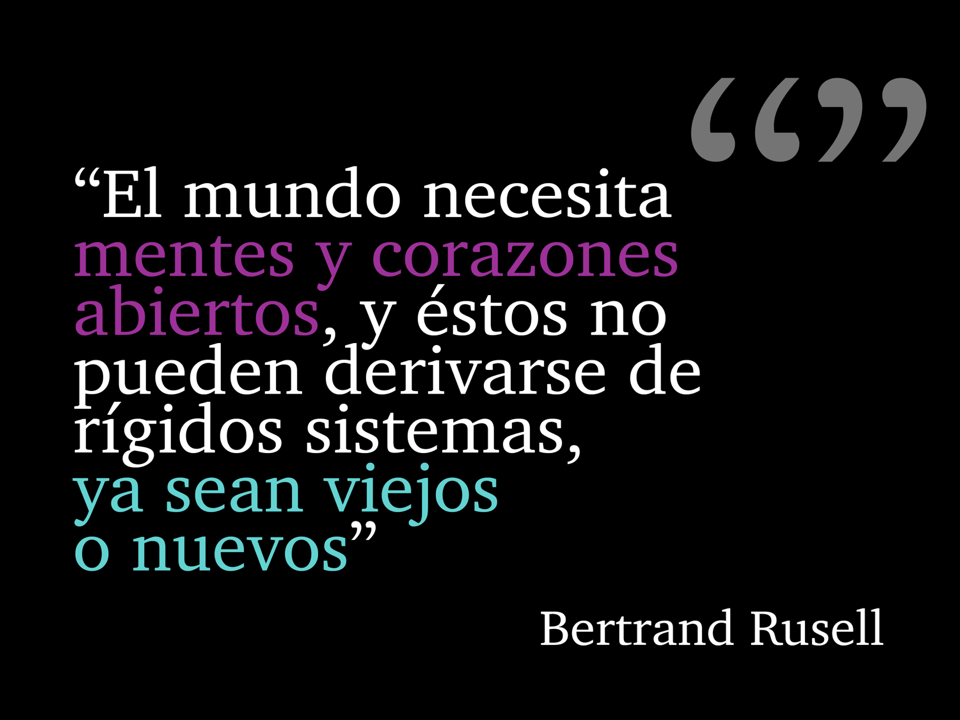 “”
“El mundo necesita
mentes y corazones
abiertos, y éstos no
pueden derivarse de
rígidos sistemas,
ya sean viejos
o nuevos”
Bertrand Rusell